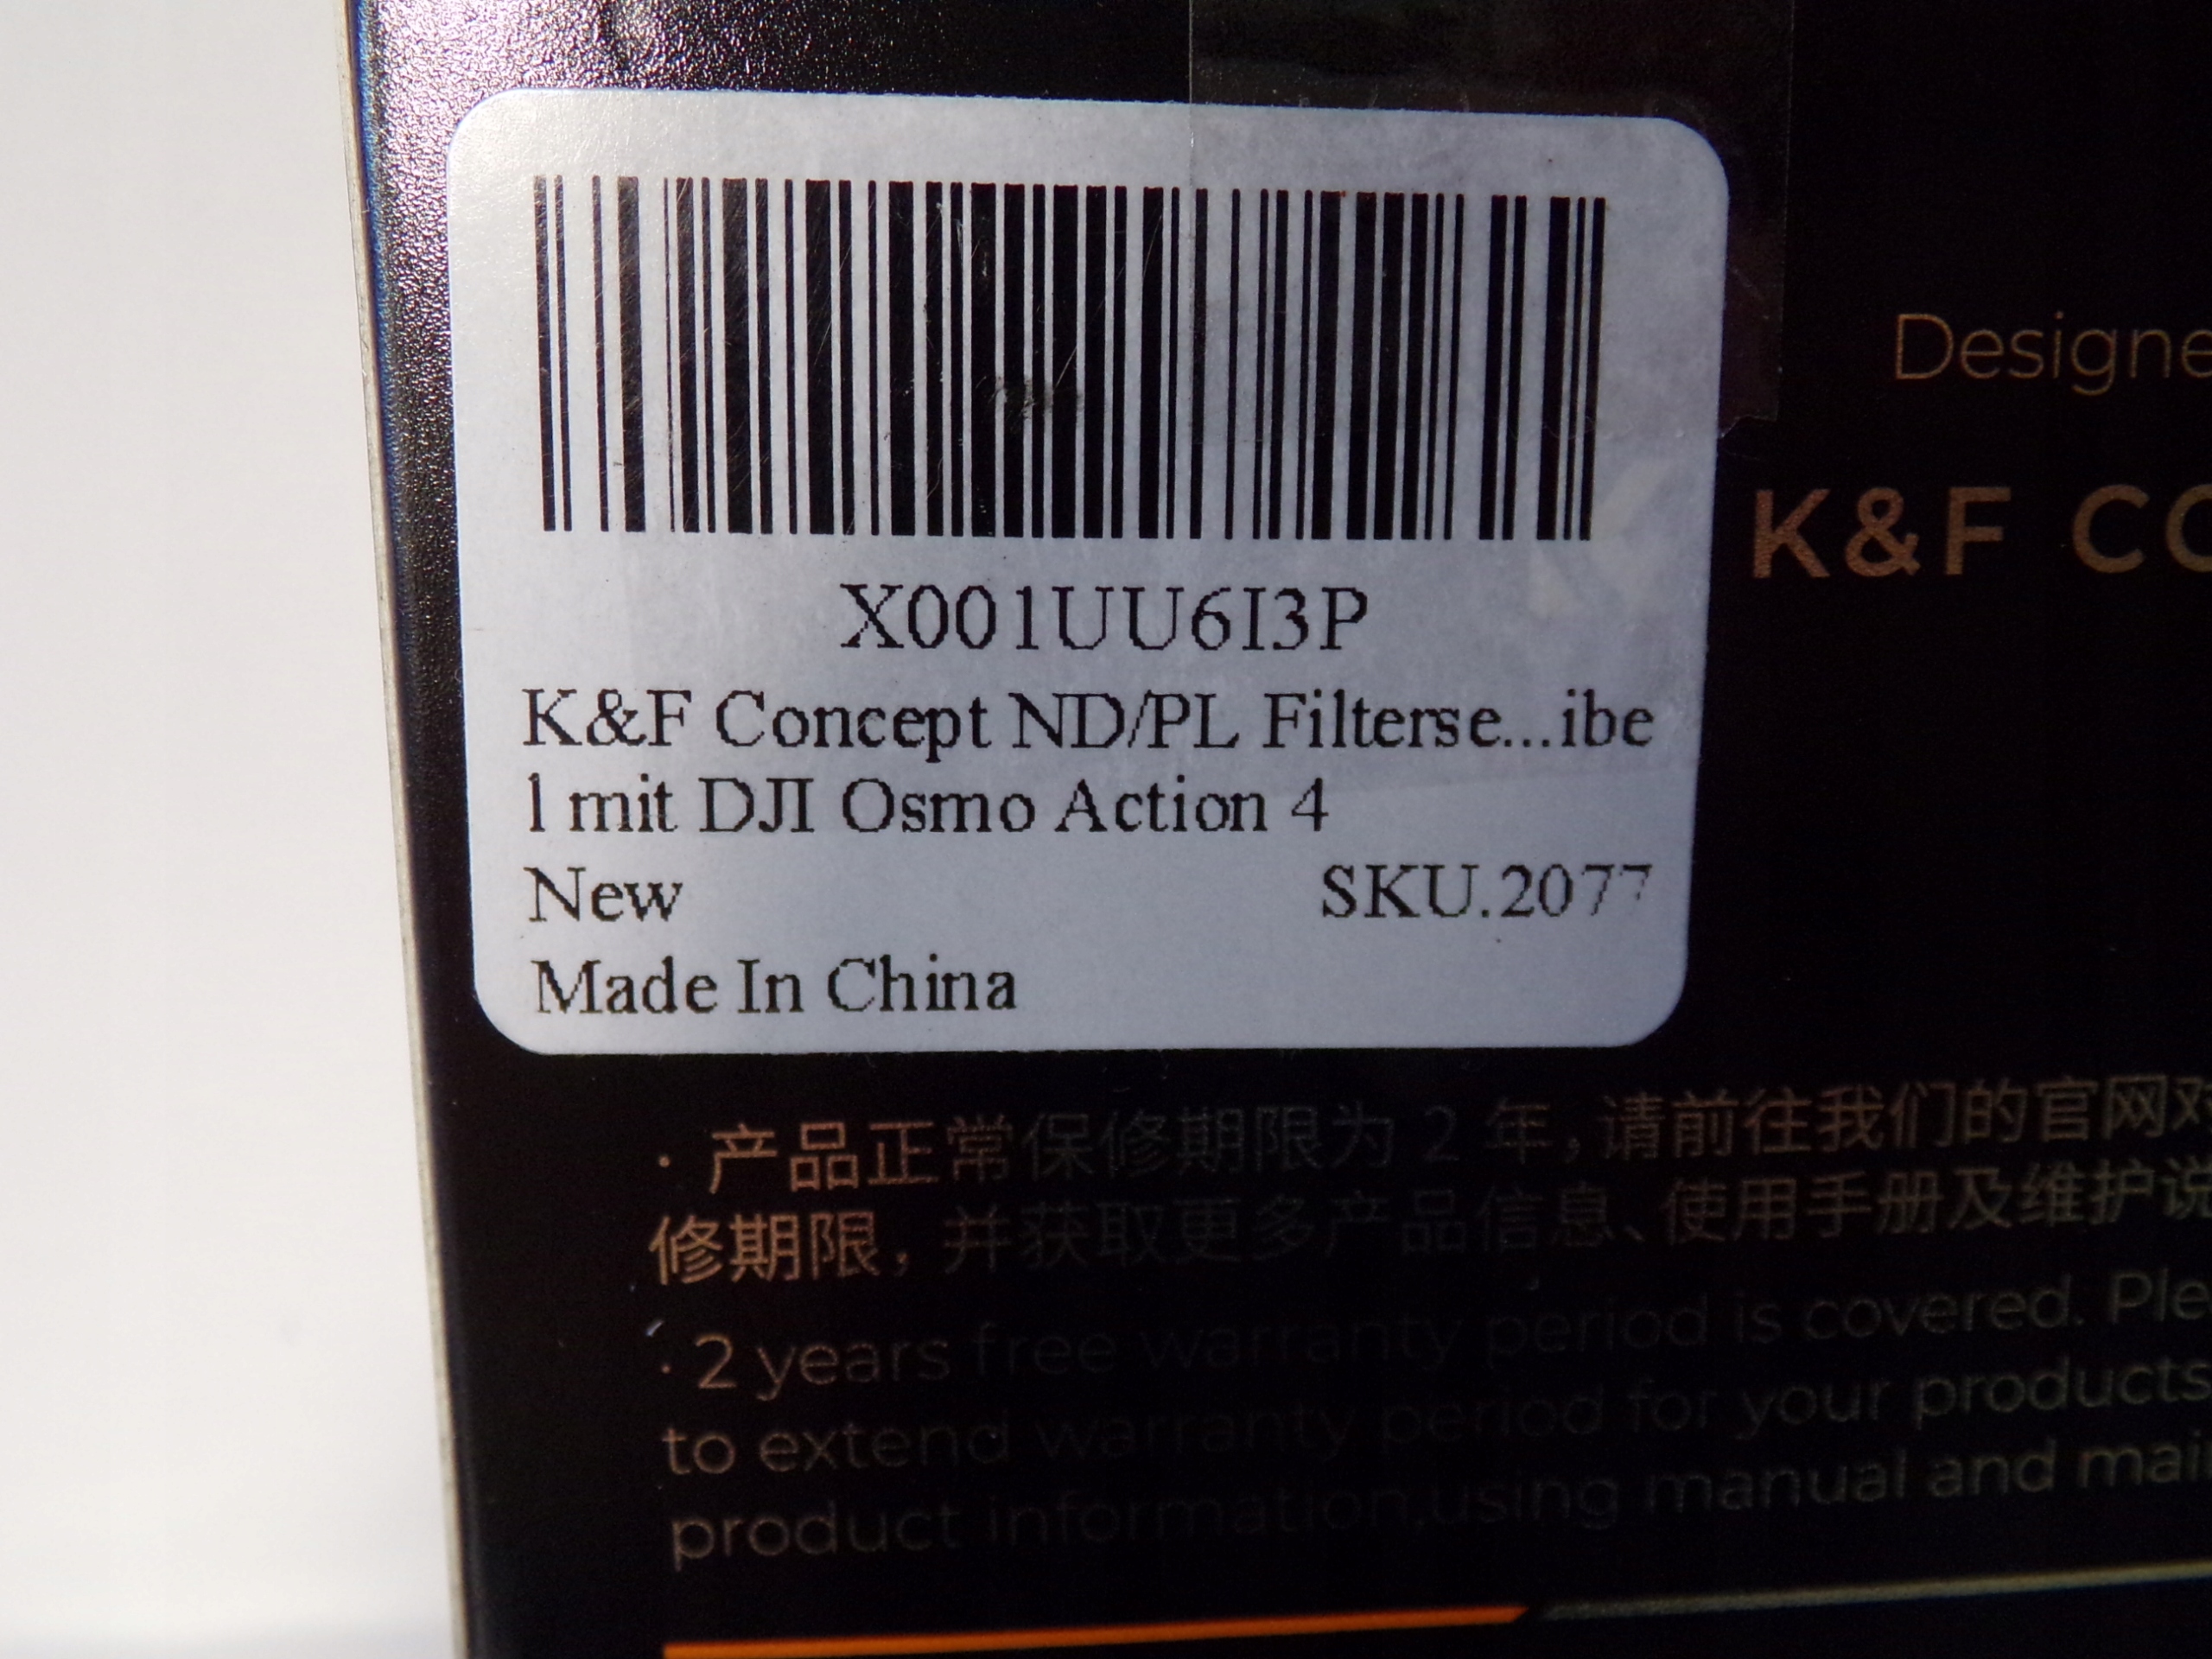 X001UU6I3P
K&F Concept ND/PL Filterse...ibe
l mit DJI Osmo Action 4
New SKU.2077
Made In China
Designe
K&F CO
· 产品正常保修期限为 2 年，请前往我们的官网对
修期限，并获取更多产品信息、使用手册及维护说
· 2 years free warranty period is covered. Ple
to extend warranty period for your products
product information,using manual and mai